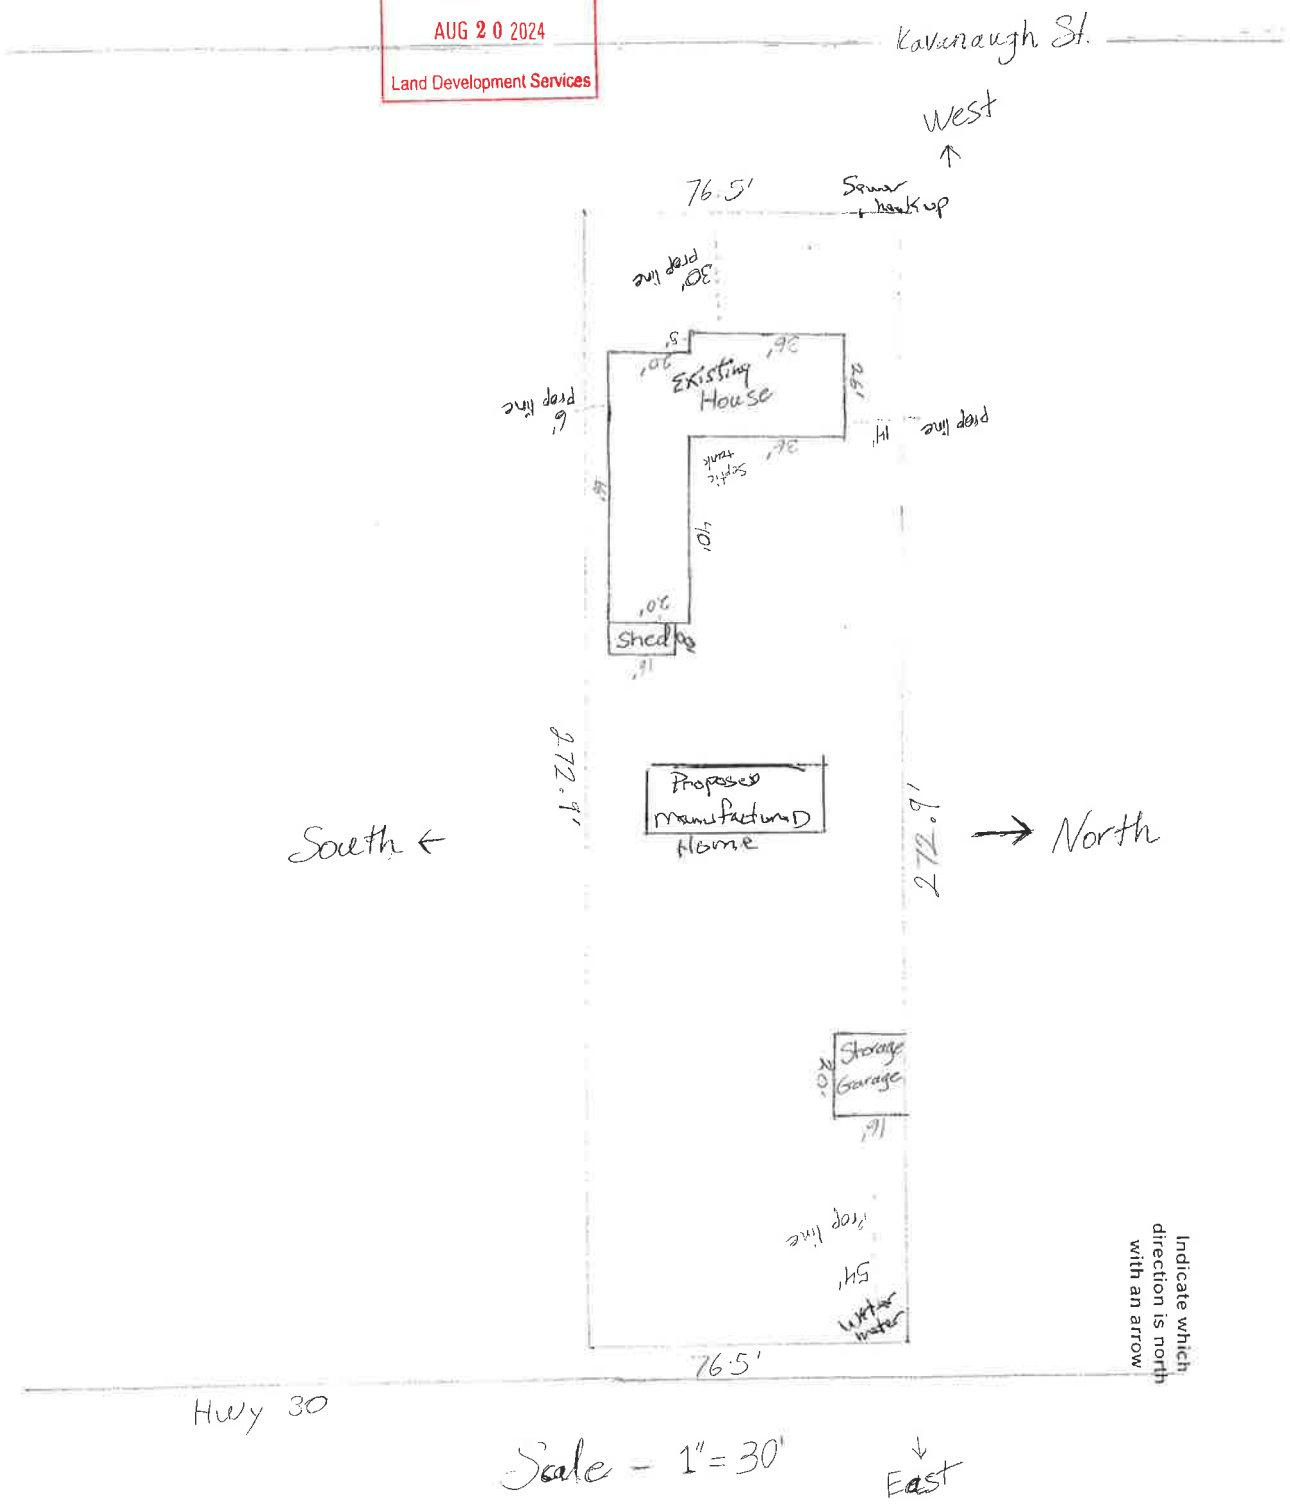 AUG 20 2024
Land Development Services
Kavanaugh St.
West
76.5'
Sewer
hookup
30'
prop line
5'
20'
36'
Existing
House
26'
6'
prop line
14'
prop line
36'
Septic
tank
40'
20'
Shed
16'
272.9'
Proposed
manufactureD
Home
272.9'
South
North
Storage
Garage
20'
16'
prop line
54'
Water
meter
76.5'
Indicate which
direction is north
with an arrow
Hwy 30
Scale - 1"=30'
East